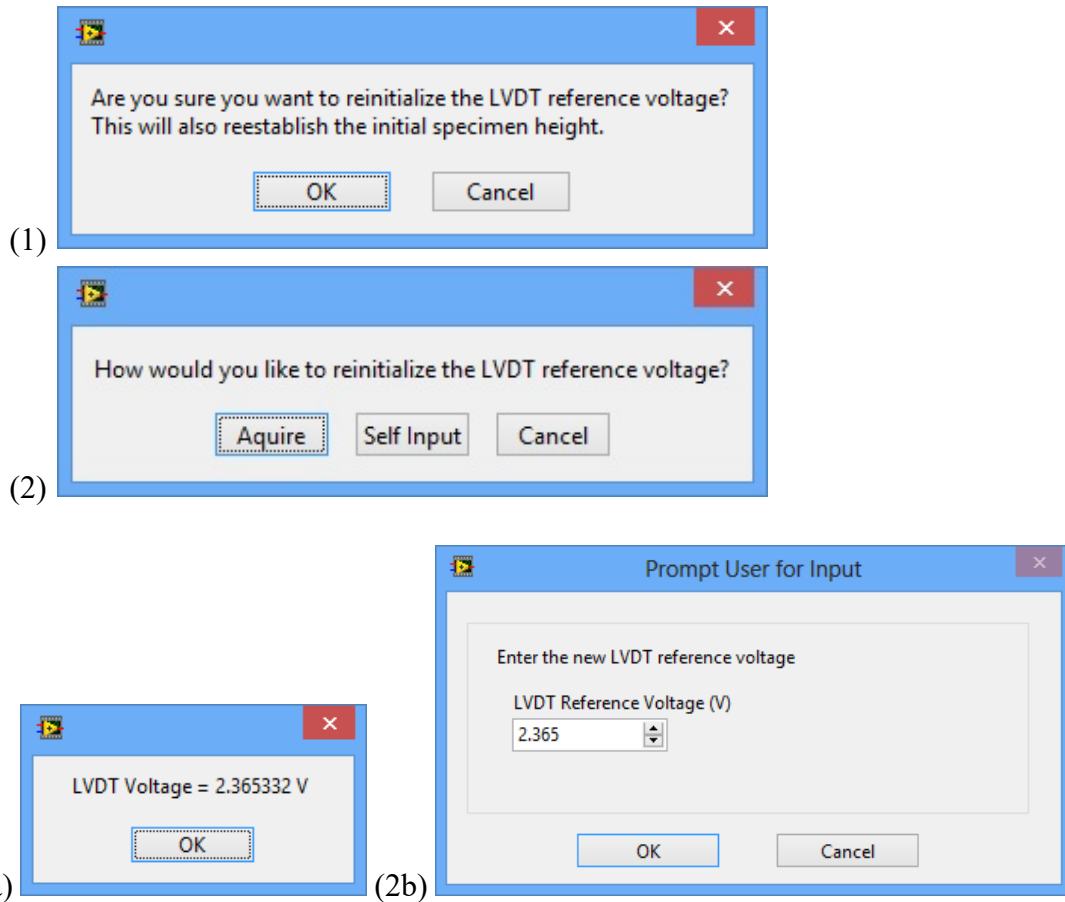 Are you sure you want to reinitialize the LVDT reference voltage?
This will also reestablish the initial specimen height.
OK Cancel
(1)
How would you like to reinitialize the LVDT reference voltage?
Aquire Self Input Cancel
(2)
LVDT Voltage = 2.365332 V
OK
)
Prompt User for Input
Enter the new LVDT reference voltage
LVDT Reference Voltage (V)
2.365
OK Cancel
(2b)